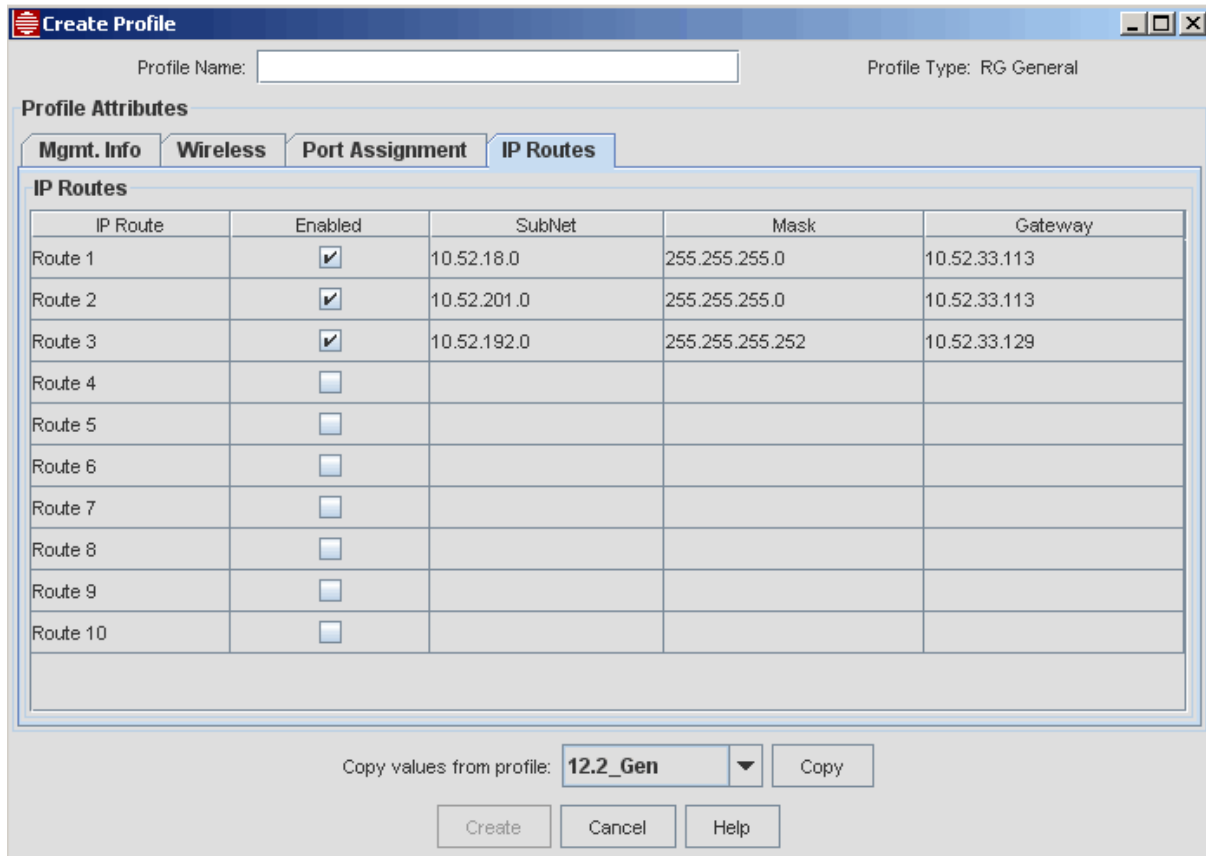 Create Profile
Profile Name: Profile Type: RG General
Profile Attributes
Mgmt. Info Wireless Port Assignment IP Routes
IP Routes
IP Route Enabled SubNet Mask Gateway
Route 1 10.52.18.0 255.255.255.0 10.52.33.113
Route 2 10.52.201.0 255.255.255.0 10.52.33.113
Route 3 10.52.192.0 255.255.255.252 10.52.33.129
Route 4
Route 5
Route 6
Route 7
Route 8
Route 9
Route 10
Copy values from profile: 12.2_Gen Copy
Create Cancel Help